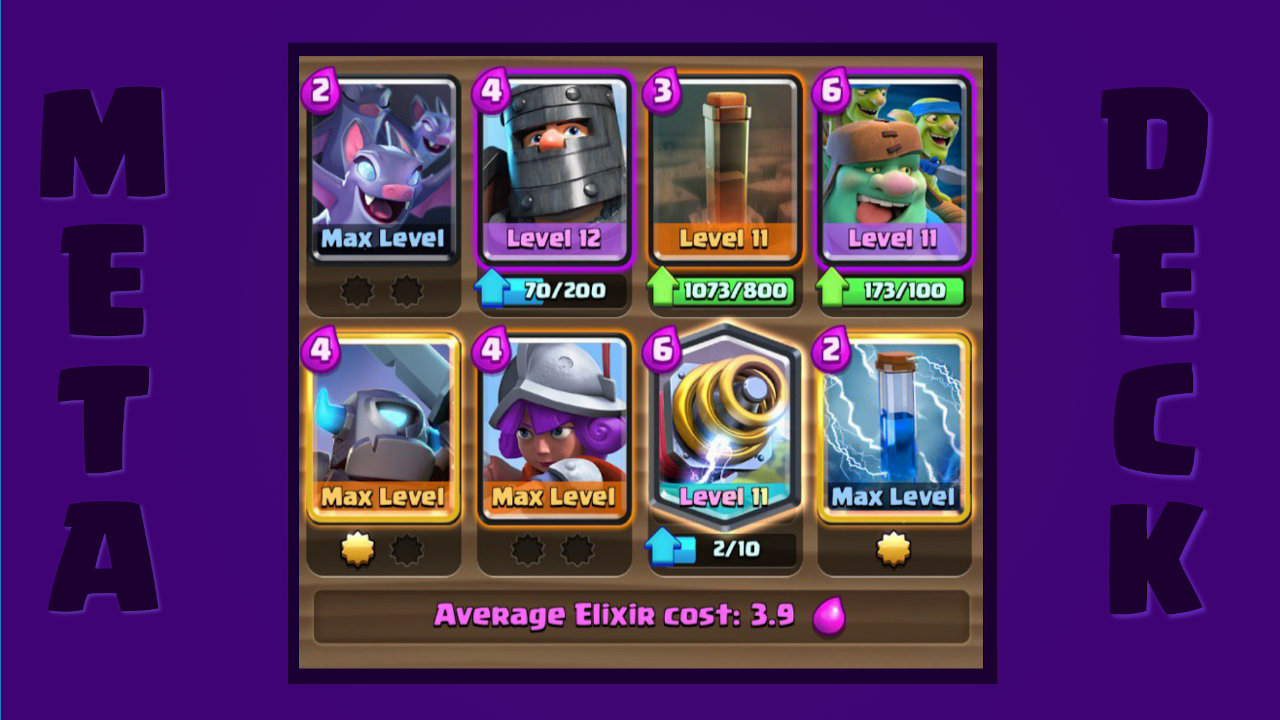 META
DECK
2
4
3
6
Max Level
Level 12
Level 11
Level 11
70/200
1073/800
173/100
4
4
6
2
Max Level
Max Level
Level 11
Max Level
2/10
Average Elixir cost: 3.9